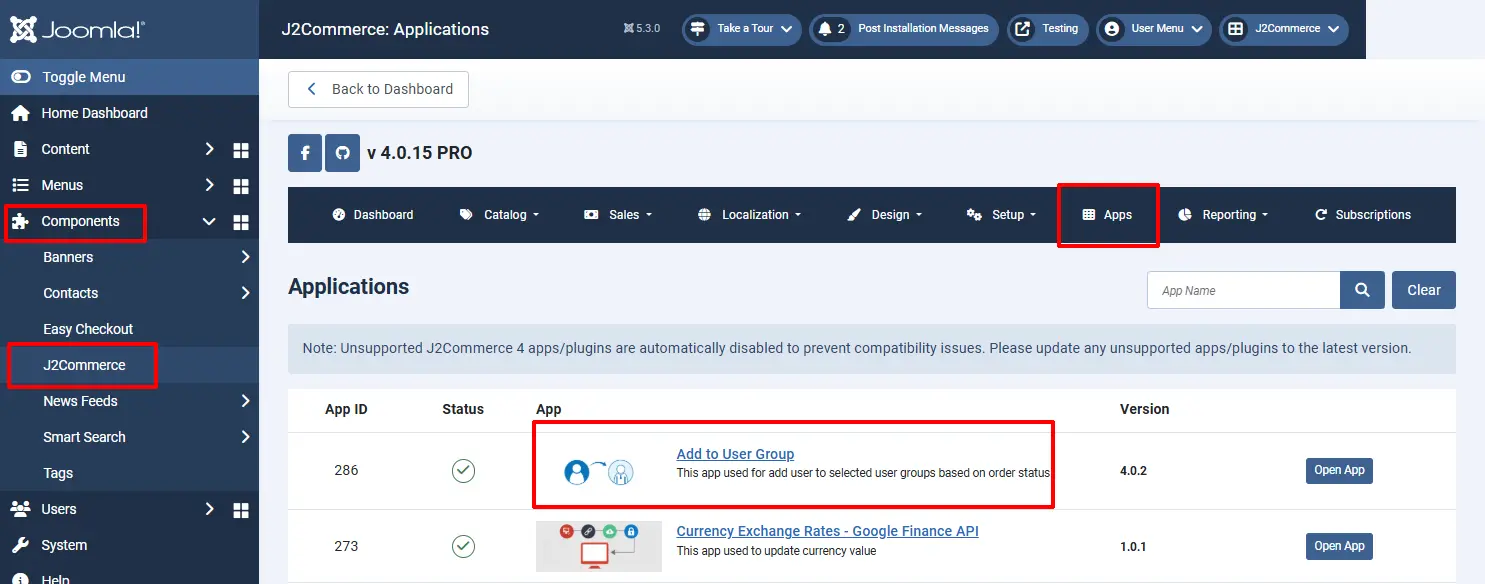 Joomla!
J2Commerce: Applications
5.3.0
Take a Tour
2 Post Installation Messages
Testing
User Menu
J2Commerce
Toggle Menu
Home Dashboard
Content
Menus
Components
Banners
Contacts
Easy Checkout
J2Commerce
News Feeds
Smart Search
Tags
Users
System
Help
Back to Dashboard
v 4.0.15 PRO
Dashboard
Catalog
Sales
Localization
Design
Setup
Apps
Reporting
Subscriptions
Applications
App Name
Clear
Note: Unsupported J2Commerce 4 apps/plugins are automatically disabled to prevent compatibility issues. Please update any unsupported apps/plugins to the latest version.
App ID Status App Version
286 Add to User Group 4.0.2 Open App
This app used for add user to selected user groups based on order status
273 Currency Exchange Rates - Google Finance API 1.0.1 Open App
This app used to update currency value